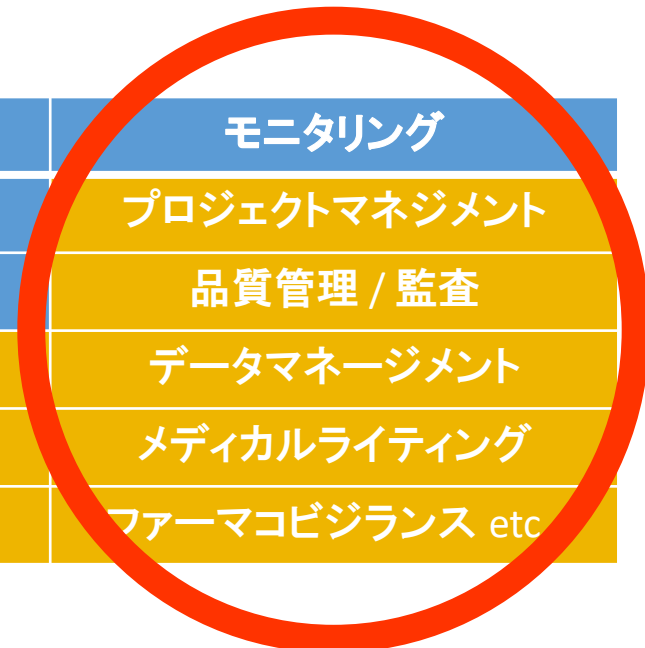 モニタリング
プロジェクトマネジメント
品質管理 / 監査
データマネージメント
メディカルライティング
ファーマコビジランス etc